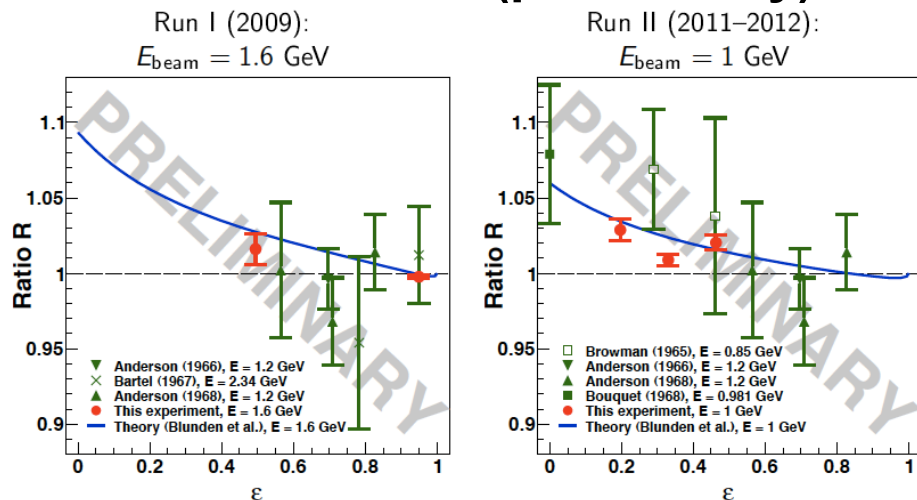 Run I (2009):
E_beam = 1.6 GeV
PRELIMINARY
Ratio R
1.1
1.05
1
0.95
0.9
Anderson (1966), E = 1.2 GeV
Bartel (1967), E = 2.34 GeV
Anderson (1968), E = 1.2 GeV
This experiment, E = 1.6 GeV
Theory (Blunden et al.), E = 1.6 GeV
0 0.2 0.4 0.6 0.8 1
ε
Run II (2011–2012):
E_beam = 1 GeV
PRELIMINARY
Ratio R
1.1
1.05
1
0.95
0.9
Browman (1965), E = 0.85 GeV
Anderson (1966), E = 1.2 GeV
Anderson (1968), E = 1.2 GeV
Bouquet (1968), E = 0.981 GeV
This experiment, E = 1 GeV
Theory (Blunden et al.), E = 1 GeV
0 0.2 0.4 0.6 0.8 1
ε